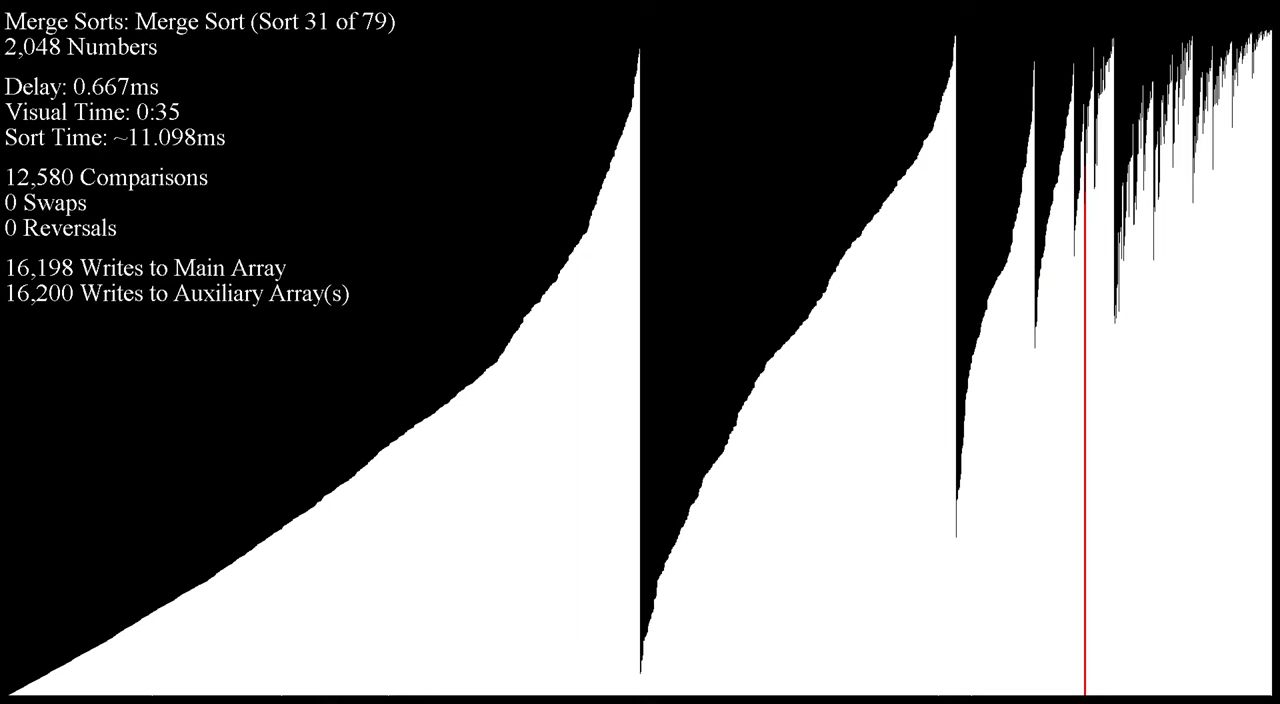 Merge Sorts: Merge Sort (Sort 31 of 79)
2,048 Numbers
Delay: 0.667ms
Visual Time: 0:35
Sort Time: ~11.098ms
12,580 Comparisons
0 Swaps
0 Reversals
16,198 Writes to Main Array
16,200 Writes to Auxiliary Array(s)